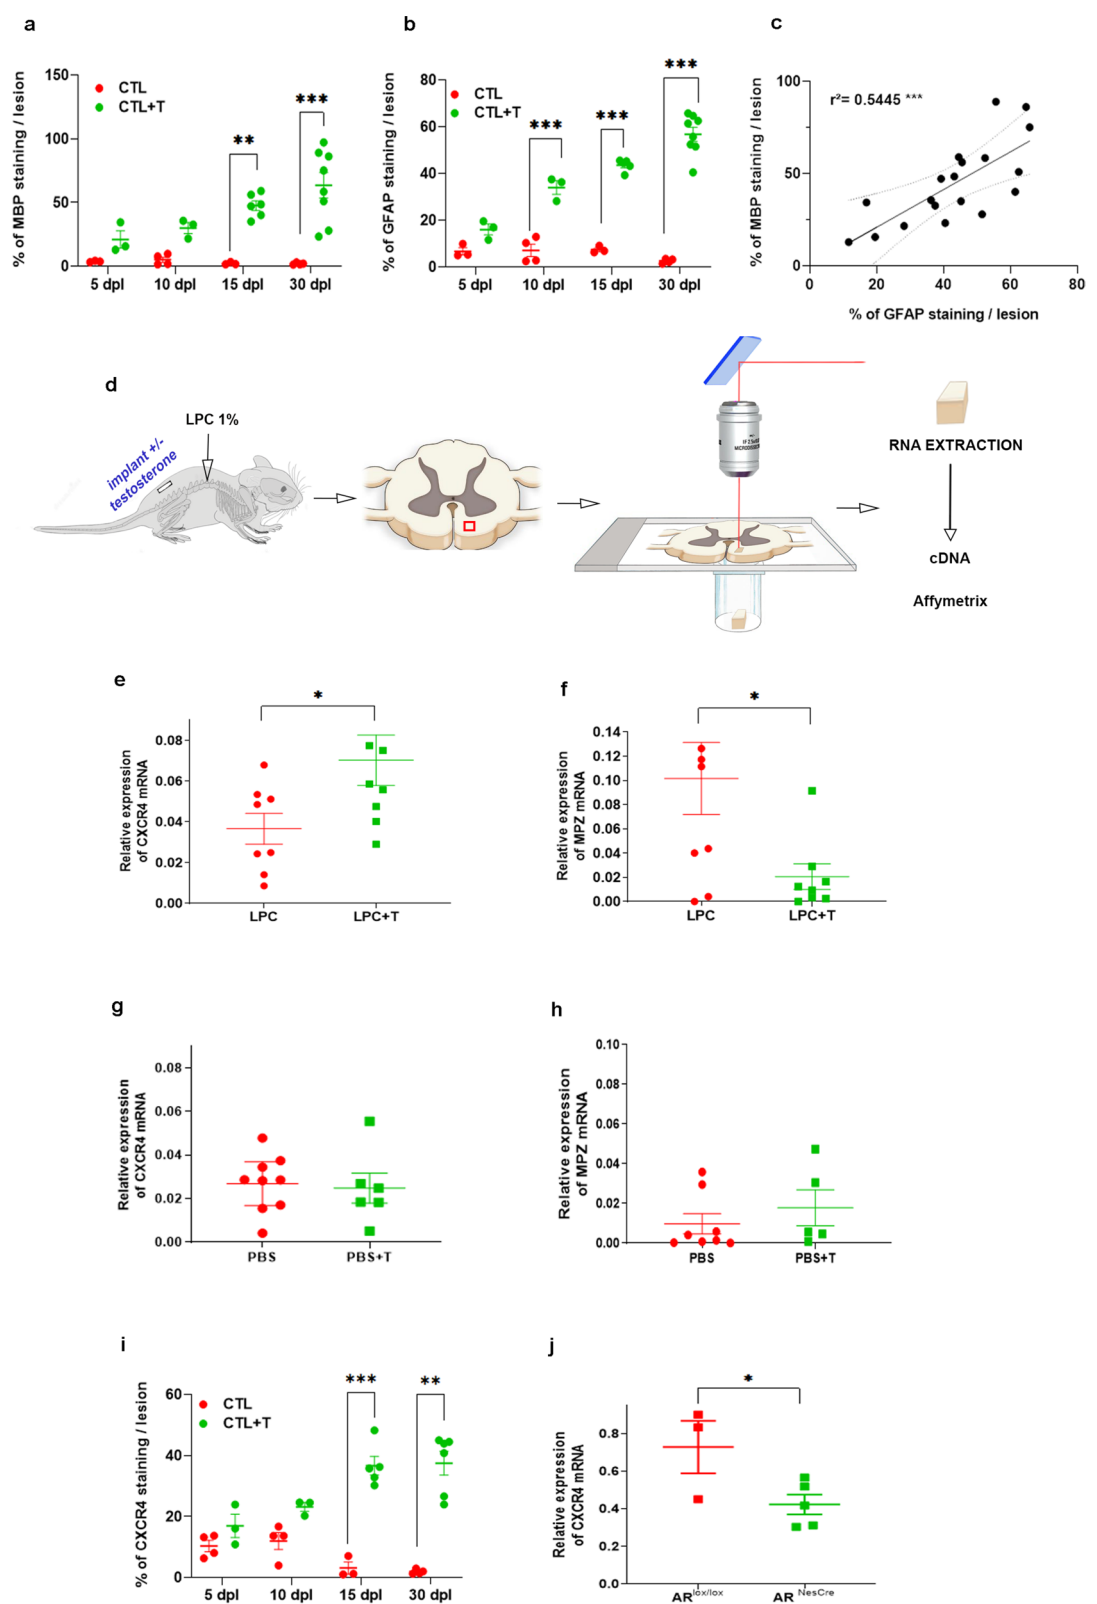 a
% of MBP staining / lesion
150
100
50
0
CTL
CTL+T
**
***
5 dpl
10 dpl
15 dpl
30 dpl
b
% of GFAP staining / lesion
80
60
40
20
0
CTL
CTL+T
***
***
***
5 dpl
10 dpl
15 dpl
30 dpl
c
% of MBP staining / lesion
100
50
0
r²= 0.5445 ***
0
20
40
60
80
% of GFAP staining / lesion
d
LPC 1%
implant +/-
testosterone
RNA EXTRACTION
cDNA
Affymetrix
e
Relative expression
of CXCR4 mRNA
0.08
0.06
0.04
0.02
0.00
*
LPC
LPC+T
f
Relative expression
of MPZ mRNA
0.14
0.12
0.10
0.08
0.06
0.04
0.02
0.00
*
LPC
LPC+T
g
Relative expression
of CXCR4 mRNA
0.08
0.06
0.04
0.02
0.00
PBS
PBS+T
h
Relative expression
of MPZ mRNA
0.10
0.08
0.06
0.04
0.02
0.00
PBS
PBS+T
i
% of CXCR4 staining / lesion
60
40
20
0
CTL
CTL+T
***
**
5 dpl
10 dpl
15 dpl
30 dpl
j
Relative expression
of CXCR4 mRNA
0.8
0.6
0.4
0.2
0.0
*
AR lox/lox
AR NesCre